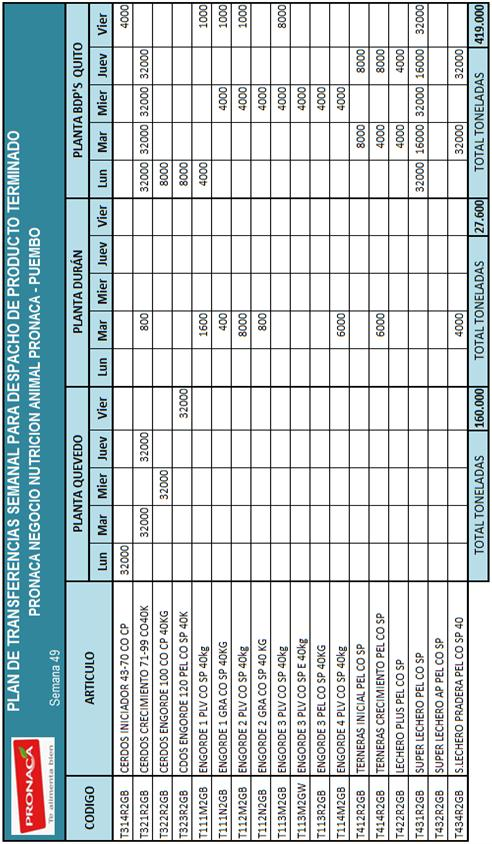 PRONACA
Te alimenta bien
PLAN DE TRANSFERENCIAS SEMANAL PARA DESPACHO DE PRODUCTO TERMINADO
PRONACA NEGOCIO NUTRICION ANIMAL PRONACA - PUEMBO
Semana 49
CODIGO ARTICULO PLANTA QUEVEDO PLANTA DURÁN PLANTA BDP'S QUITO
Lun Mar Mier Juev Vier Lun Mar Mier Juev Vier Lun Mar Mier Juev Vier
T314R2GB CERDOS INICIADOR 43-70 CO CP 32000 4000
T321R2GB CERDOS CRECIMIENTO 71-99 CO40K 32000 32000 800 32000 32000 32000 32000
T322R2GB CERDOS ENGORDE 100 CO CP 40KG 32000 8000
T323R2GB CDOS ENGORDE 120 PEL CO SP 40K 32000 8000
T111M2GB ENGORDE 1 PLV CO SP 40kg 1600 4000 1000
T111N2GB ENGORDE 1 GRA CO SP 40KG 400 4000 1000
T112M2GB ENGORDE 2 PLV CO SP 40kg 8000 4000 1000
T112N2GB ENGORDE 2 GRA CO SP 40 KG 800 4000
T113M2GB ENGORDE 3 PLV CO SP 40kg 4000 8000
T113M2GW ENGORDE 3 PLV CO SP E 40kg 4000
T113R2GB ENGORDE 3 PEL CO SP 40KG 4000
T114M2GB ENGORDE 4 PLV CO SP 40kg 6000 4000
T412R2GB TERNERAS INICIAL PEL CO SP 8000 8000
T414R2GB TERNERAS CRECIMIENTO PEL CO SP 6000 4000 8000
T422R2GB LECHERO PLUS PEL CO SP 4000 4000
T431R2GB SUPER LECHERO PEL CO SP 32000 16000 32000 16000 32000
T432R2GB SUPER LECHERO AP PEL CO SP
T434R2GB S.LECHERO PRADERA PEL CO SP 40 4000 32000 32000
TOTAL TONELADAS 160.000 TOTAL TONELADAS 27.600 TOTAL TONELADAS 419.000